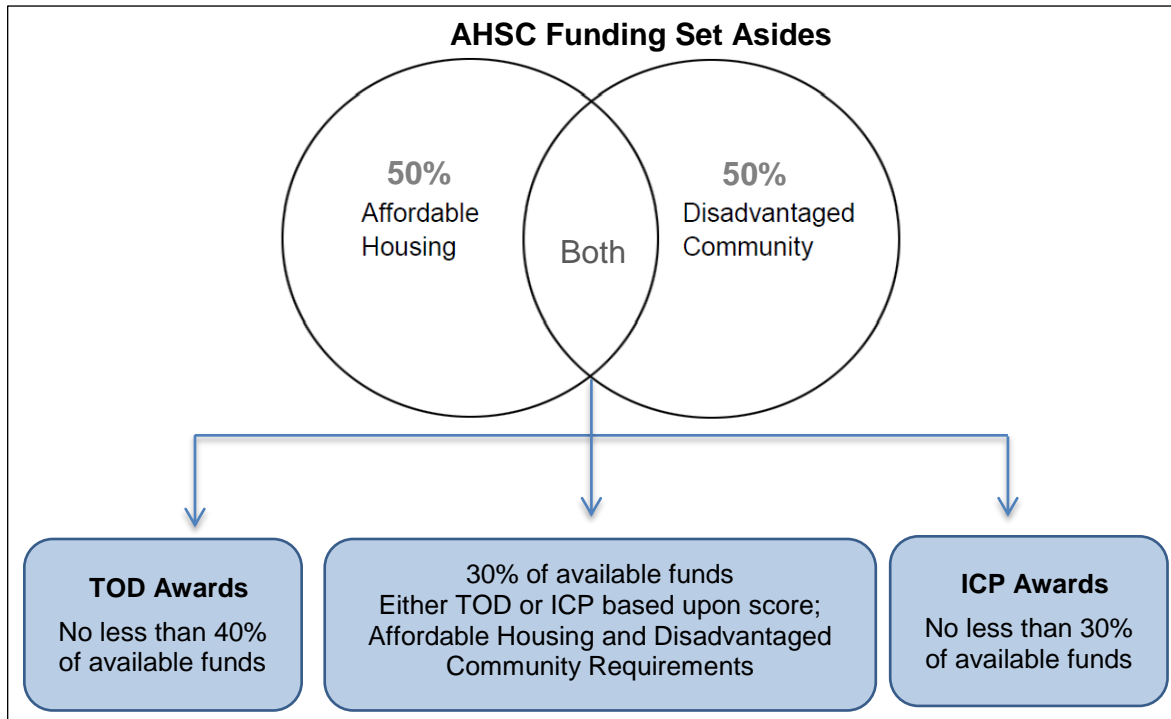 AHSC Funding Set Asides
50%
Affordable
Housing
Both
50%
Disadvantaged
Community
TOD Awards
No less than 40%
of available funds
30% of available funds
Either TOD or ICP based upon score;
Affordable Housing and Disadvantaged
Community Requirements
ICP Awards
No less than 30%
of available funds